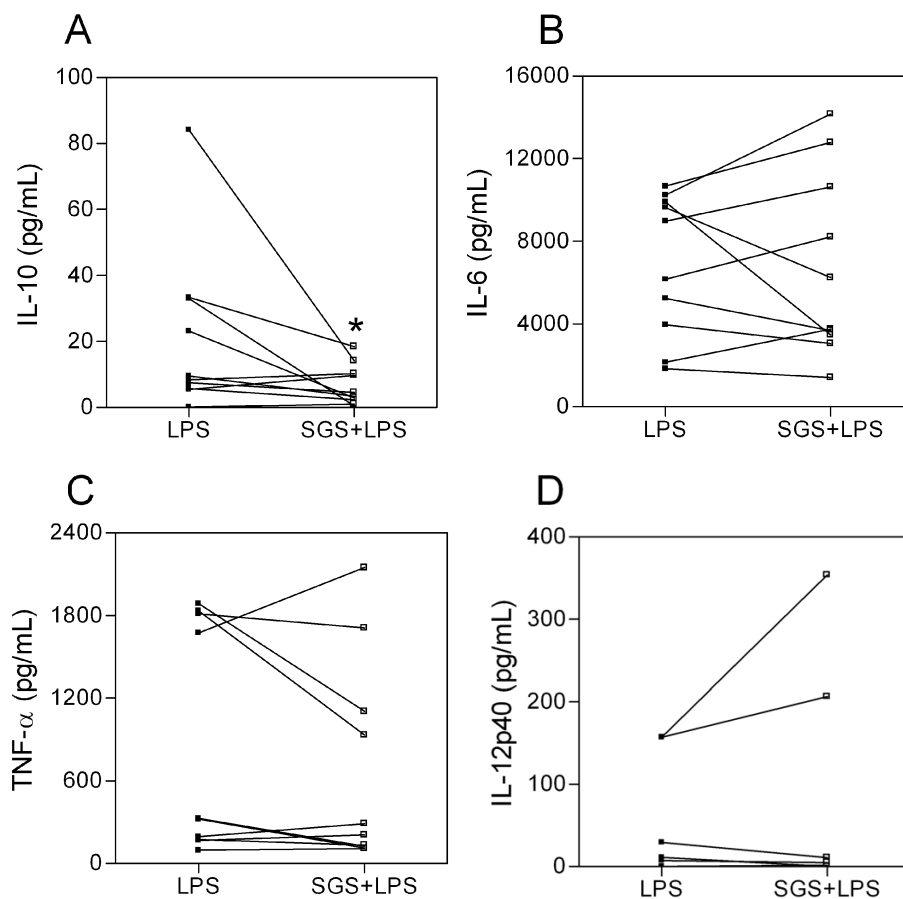 A
100
80
60
40
20
0
IL-10 (pg/mL)
*
LPS SGS+LPS
B
16000
12000
8000
4000
0
IL-6 (pg/mL)
LPS SGS+LPS
C
2400
1800
1200
600
0
TNF-α (pg/mL)
LPS SGS+LPS
D
400
300
200
100
0
IL-12p40 (pg/mL)
LPS SGS+LPS